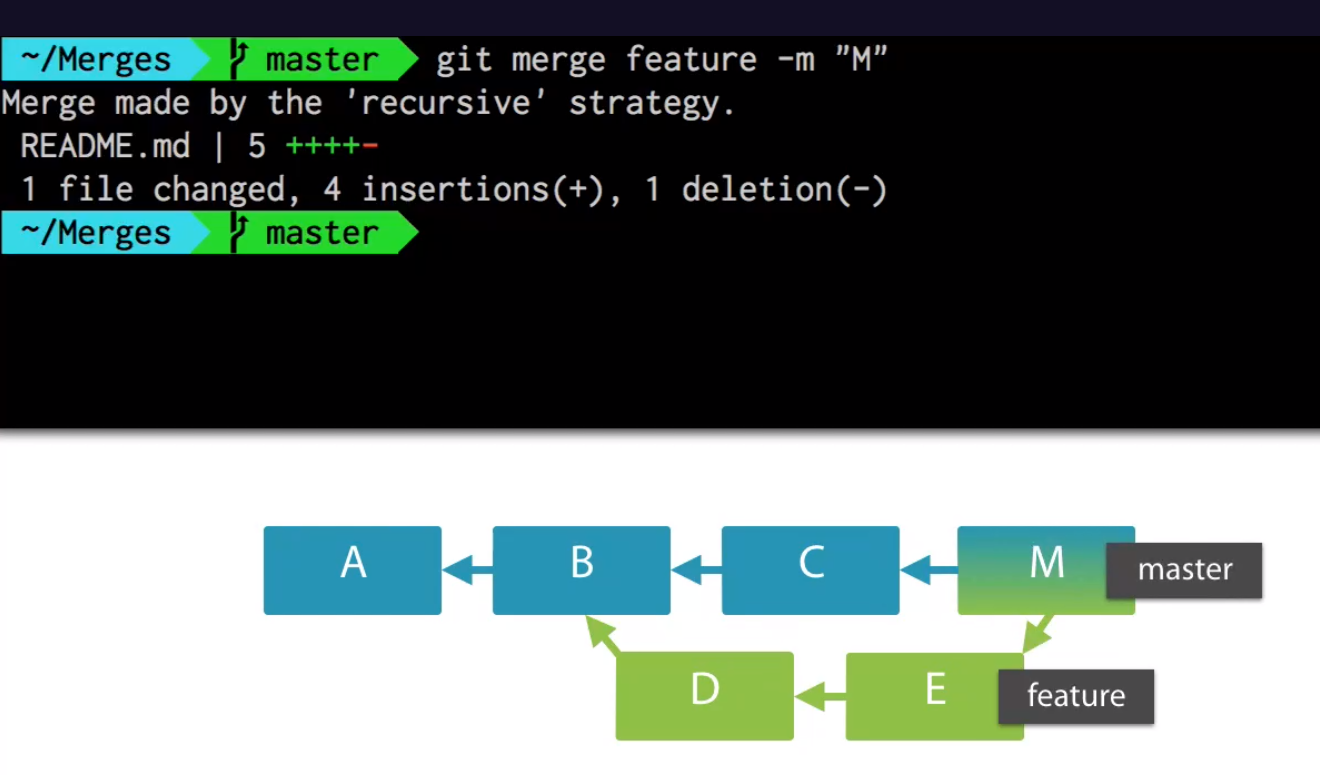 ~/Merges master git merge feature -m "M"
Merge made by the 'recursive' strategy.
README.md | 5 ++++-
1 file changed, 4 insertions(+), 1 deletion(-)
~/Merges master
A B C M master
D E feature